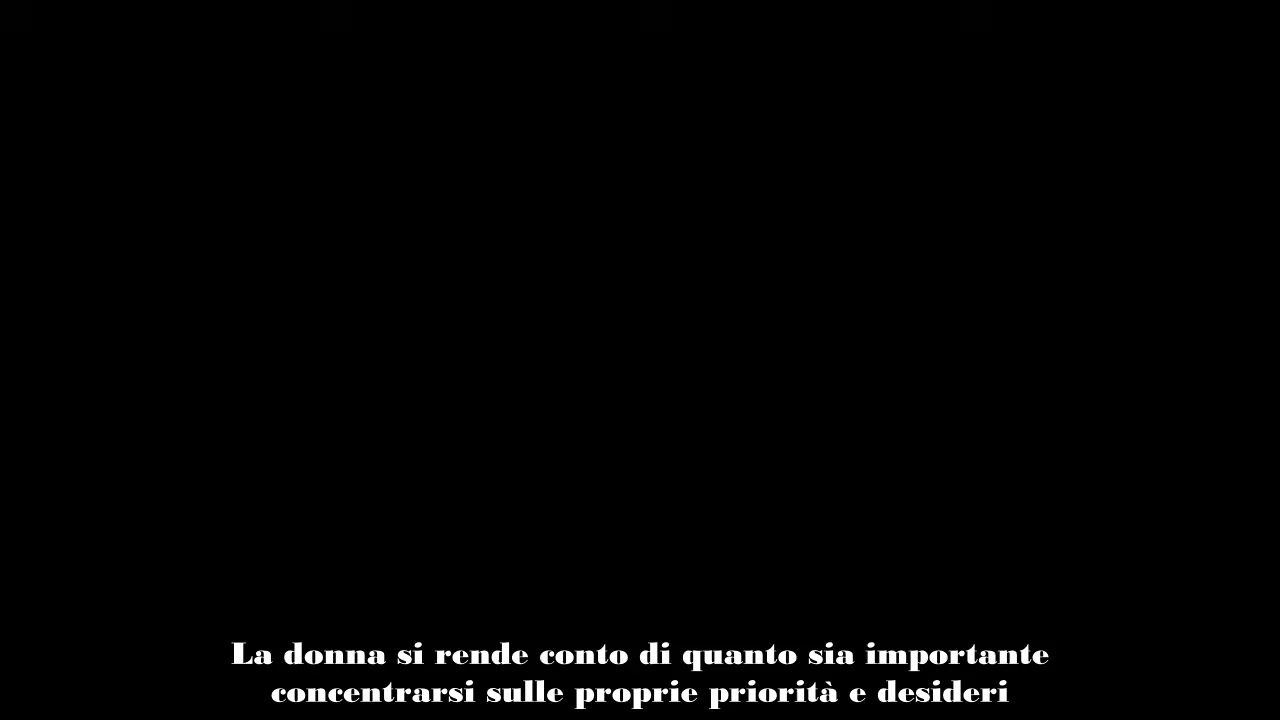 La donna si rende conto di quanto sia importante
concentrarsi sulle proprie priorità e desideri